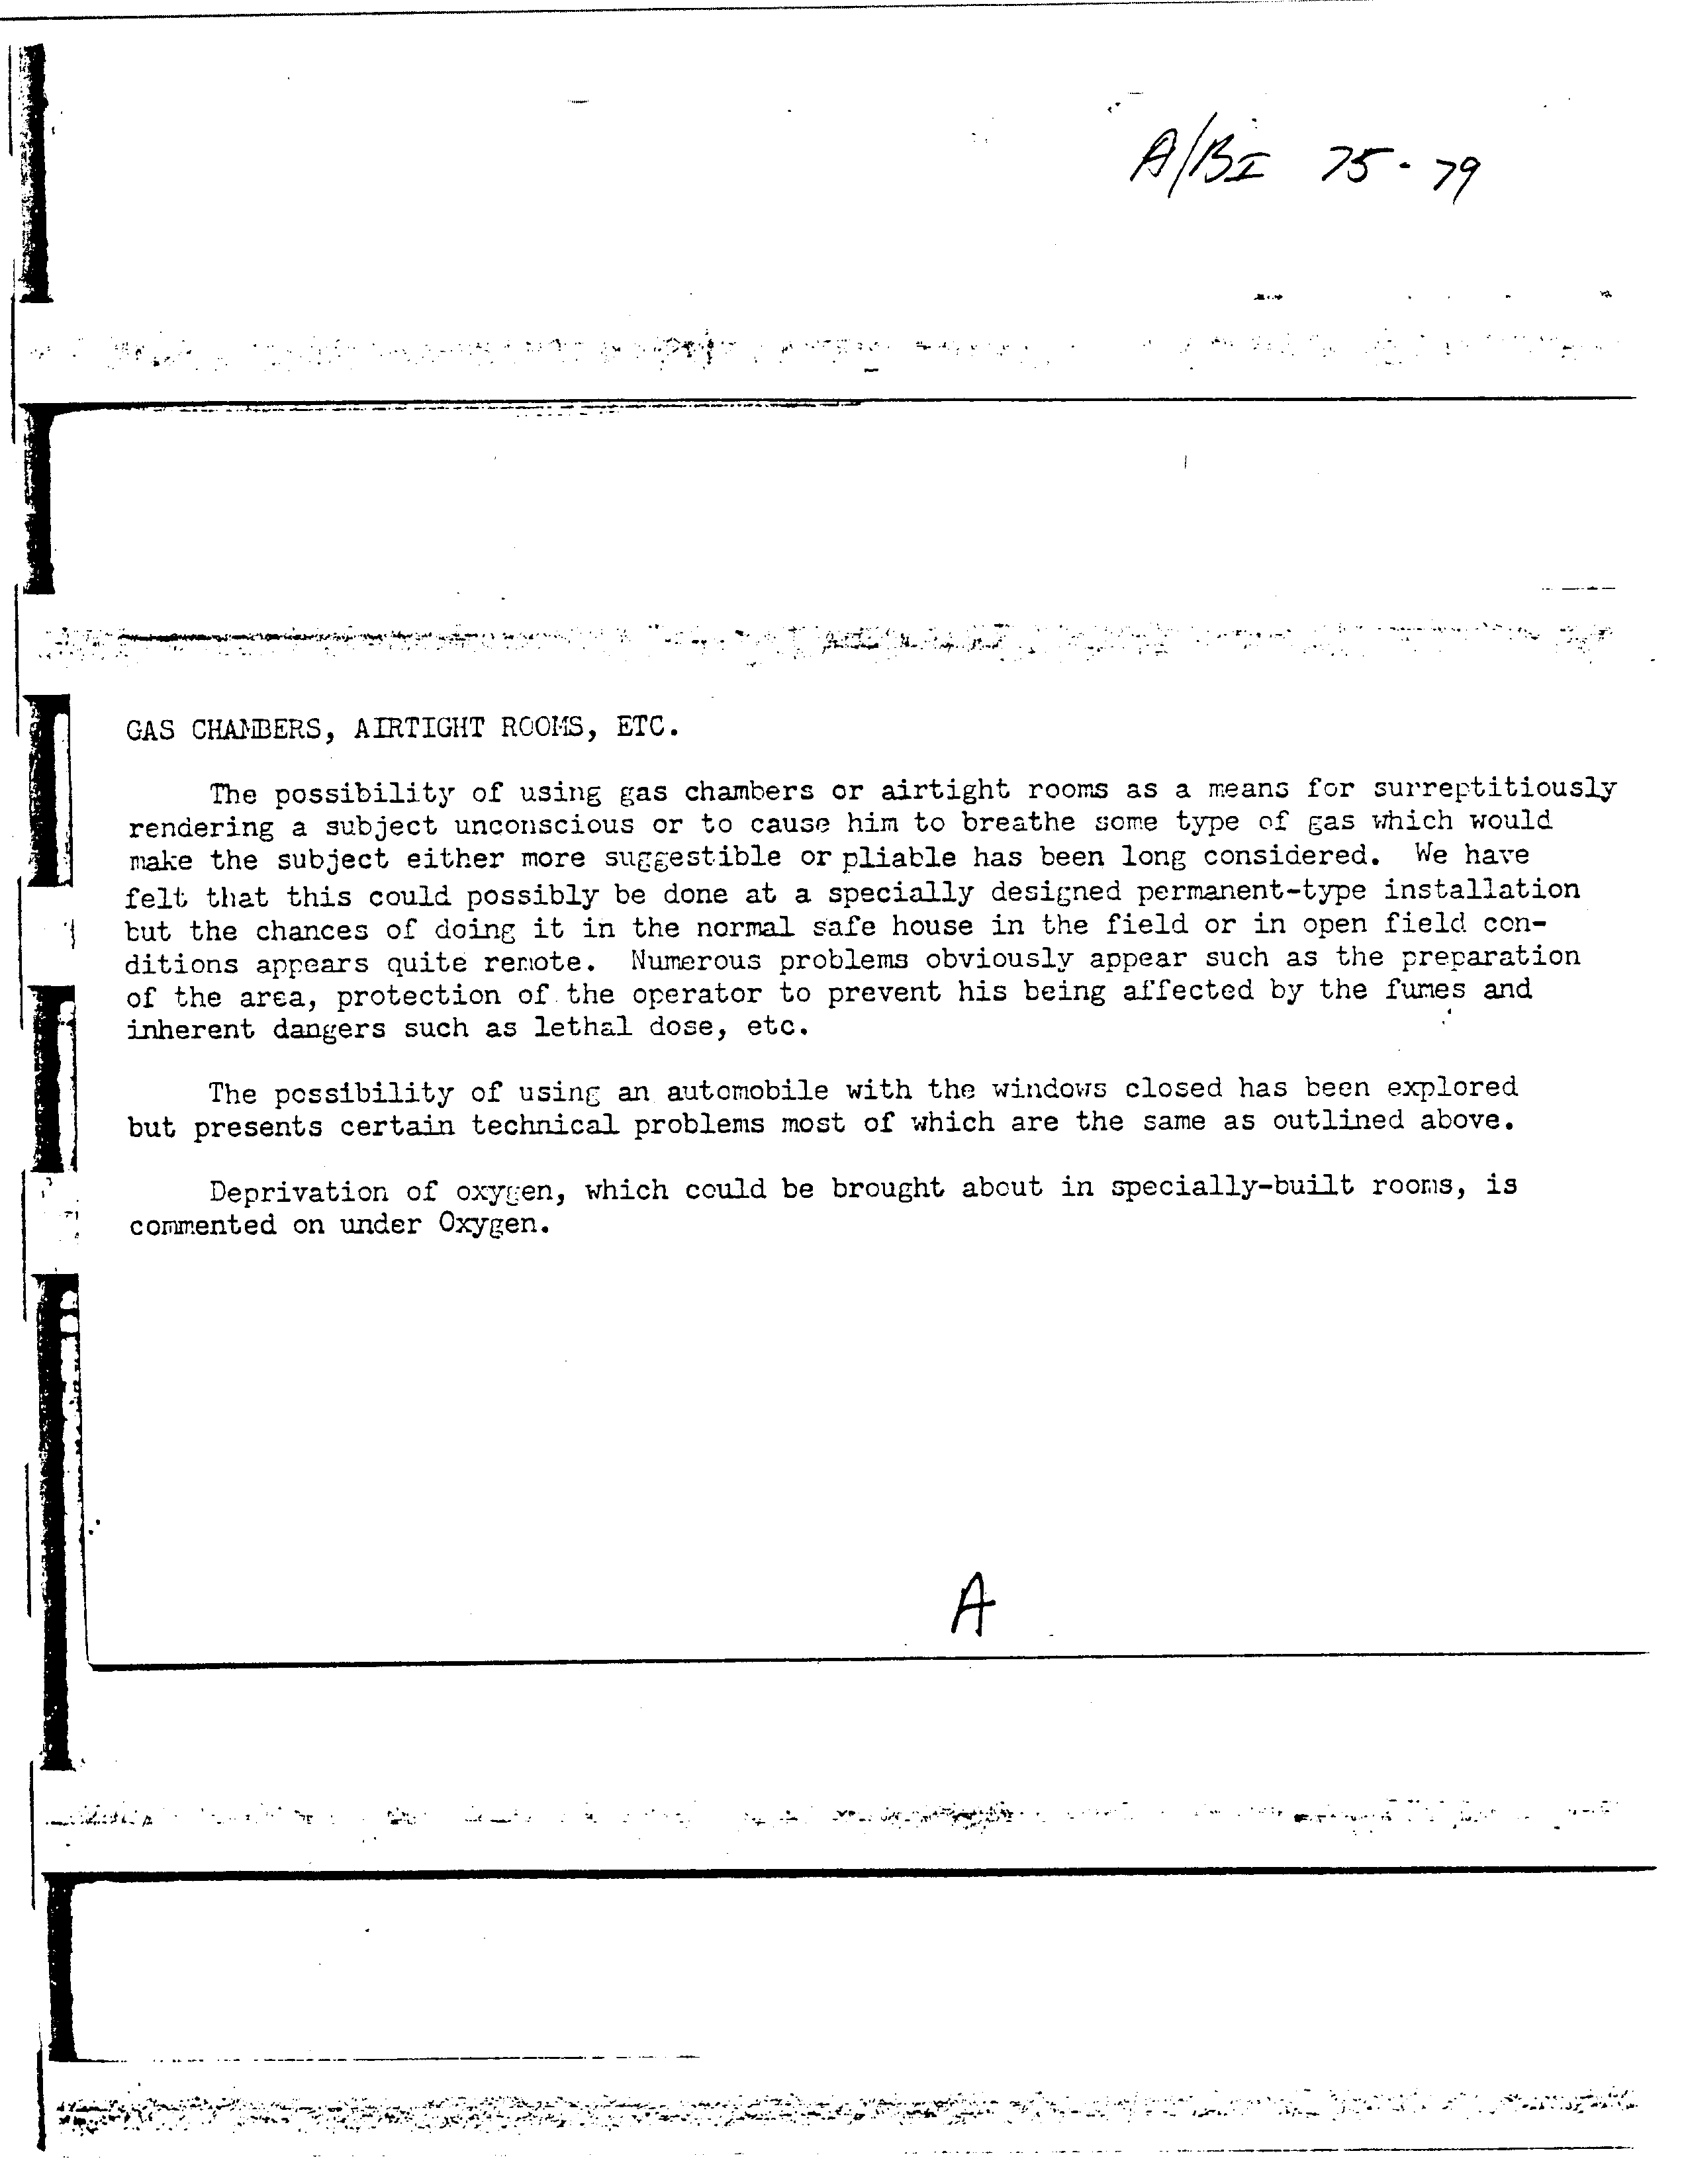 A/BI 75-79
GAS CHAMBERS, AIRTIGHT ROOMS, ETC.
The possibility of using gas chambers or airtight rooms as a means for surreptitiously
rendering a subject unconscious or to cause him to breathe some type of gas which would
make the subject either more suggestible or pliable has been long considered. We have
felt that this could possibly be done at a specially designed permanent-type installation
but the chances of doing it in the normal safe house in the field or in open field con-
ditions appears quite remote. Numerous problems obviously appear such as the preparation
of the area, protection of the operator to prevent his being affected by the fumes and
inherent dangers such as lethal dose, etc.
The possibility of using an automobile with the windows closed has been explored
but presents certain technical problems most of which are the same as outlined above.
Deprivation of oxygen, which could be brought about in specially-built rooms, is
commented on under Oxygen.
A